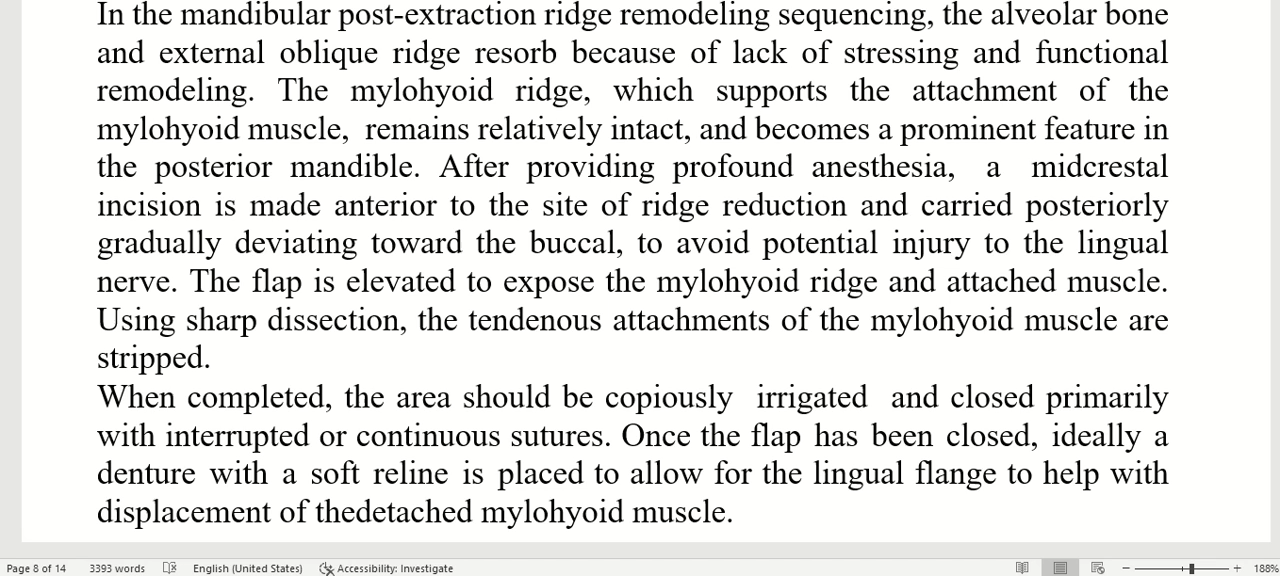 In the mandibular post-extraction ridge remodeling sequencing, the alveolar bone
and external oblique ridge resorb because of lack of stressing and functional
remodeling. The mylohyoid ridge, which supports the attachment of the
mylohyoid muscle, remains relatively intact, and becomes a prominent feature in
the posterior mandible. After providing profound anesthesia, a midcrestal
incision is made anterior to the site of ridge reduction and carried posteriorly
gradually deviating toward the buccal, to avoid potential injury to the lingual
nerve. The flap is elevated to expose the mylohyoid ridge and attached muscle.
Using sharp dissection, the tendenous attachments of the mylohyoid muscle are
stripped.
When completed, the area should be copiously irrigated and closed primarily
with interrupted or continuous sutures. Once the flap has been closed, ideally a
denture with a soft reline is placed to allow for the lingual flange to help with
displacement of thedetached mylohyoid muscle.
Page 8 of 14 3393 words English (United States) Accessibility: Investigate 188%